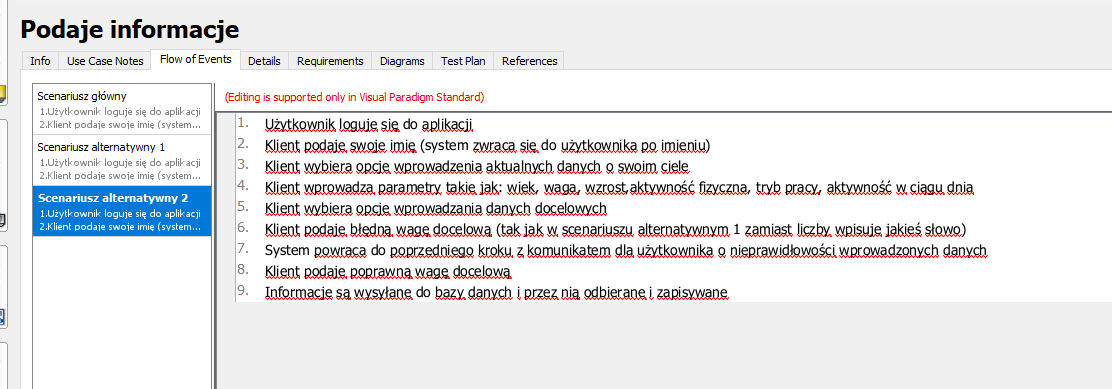 Podaje informacje
Info Use Case Notes Flow of Events Details Requirements Diagrams Test Plan References
Scenariusz główny
1.Użytkownik loguje się do aplikacji
2.Klient podaje swoje imię (system...
Scenariusz alternatywny 1
1.Użytkownik loguje się do aplikacji
2.Klient podaje swoje imię (system...
Scenariusz alternatywny 2
1.Użytkownik loguje się do aplikacji
2.Klient podaje swoje imię (system...
(Editing is supported only in Visual Paradigm Standard)
1. Użytkownik loguje się do aplikacji
2. Klient podaje swoje imię (system zwraca się do użytkownika po imieniu)
3. Klient wybiera opcję wprowadzenia aktualnych danych o swoim ciele
4. Klient wprowadza parametry takie jak: wiek, waga, wzrost,aktywność fizyczna, tryb pracy, aktywność w ciągu dnia
5. Klient wybiera opcję wprowadzania danych docelowych
6. Klient podaje błędną wagę docelową (tak jak w scenariuszu alternatywnym 1 zamiast liczby wpisuje jakieś słowo)
7. System powraca do poprzedniego kroku z komunikatem dla użytkownika o nieprawidłowości wprowadzonych danych
8. Klient podaje poprawną wagę docelową
9. Informacje są wysyłane do bazy danych i przez nią odbierane i zapisywane